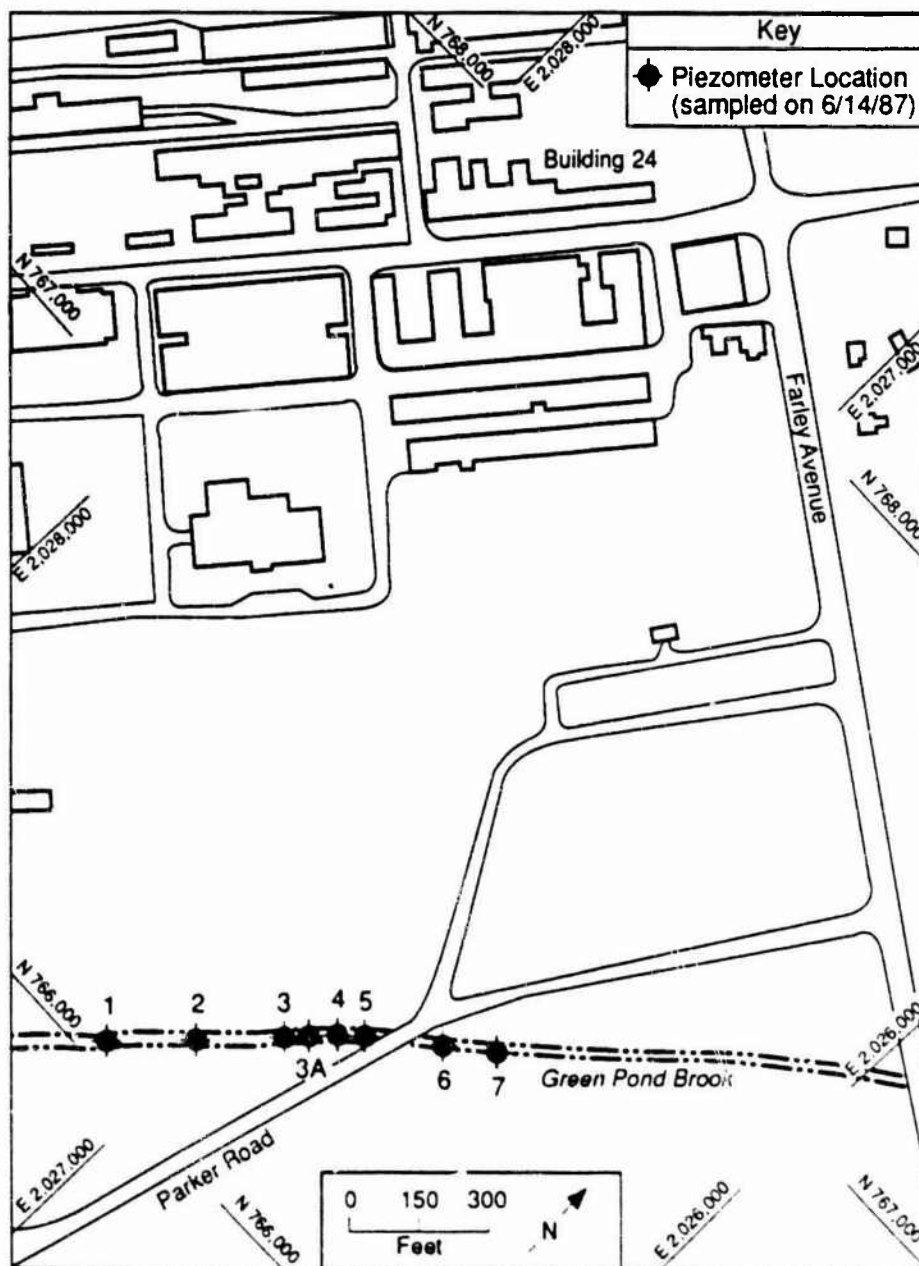 N 768,000
E 2,028,000
Key
Piezometer Location
(sampled on 6/14/87)
Building 24
N 767,000
E 2,027,000
Farley Avenue
N 768,000
E 2,028,000
N 766,000
1
2
3
4
5
3A
6
7
Green Pond Brook
E 2,026,000
E 2,027,000
Parker Road
N 766,000
0 150 300
Feet
N
E 2,026,000
N 767,000